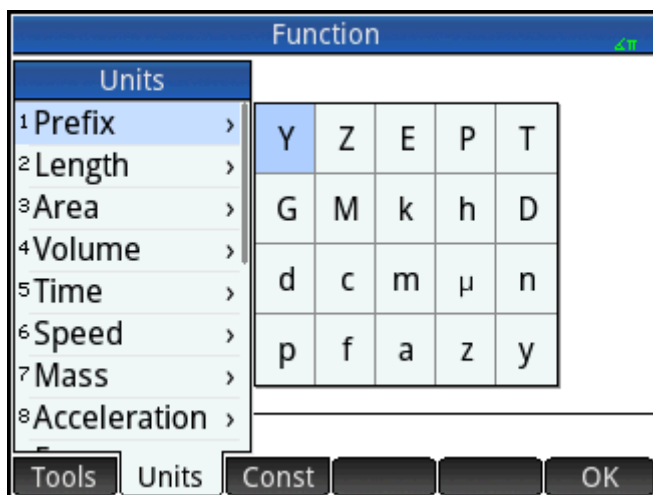 Function
∡π
Units
1 Prefix ›
2 Length ›
3 Area ›
4 Volume ›
5 Time ›
6 Speed ›
7 Mass ›
8 Acceleration ›
Y Z E P T
G M k h D
d c m μ n
p f a z y
Tools Units Const OK